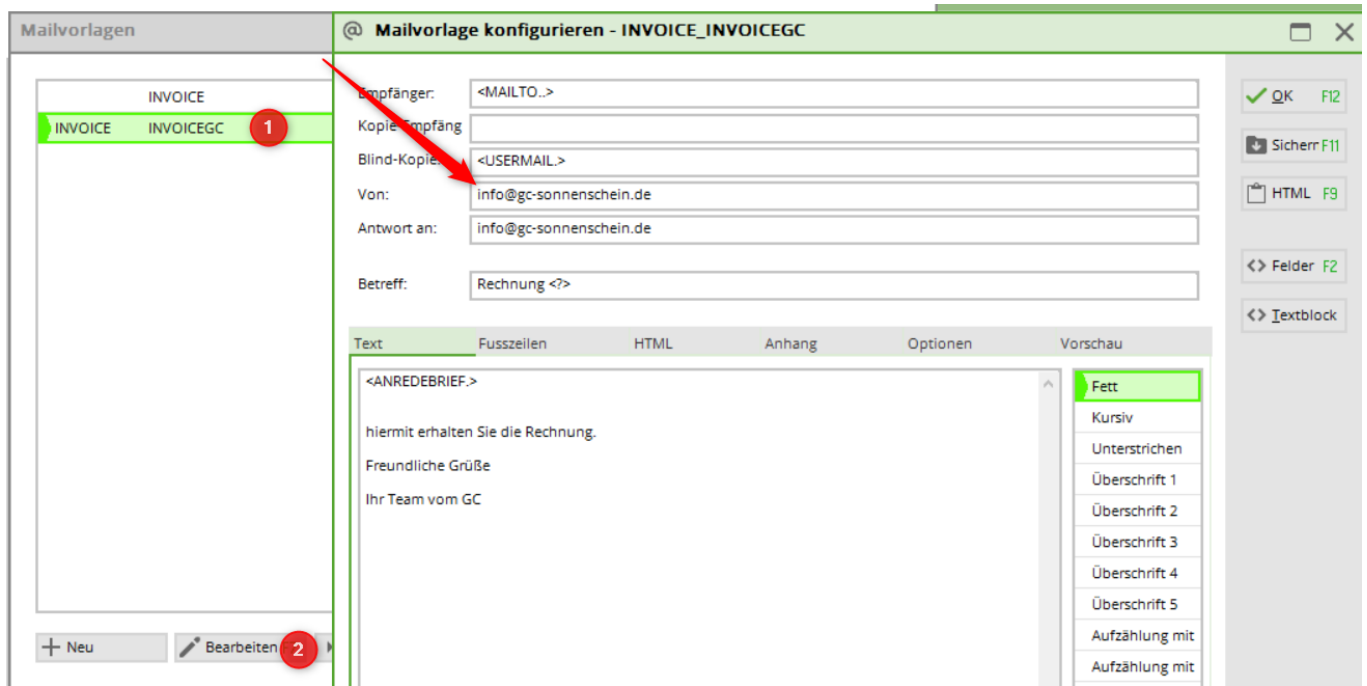 Mailvorlagen
@ Mailvorlage konfigurieren - INVOICE_INVOICEGC
INVOICE
INVOICE INVOICEGC 1
Empfänger: <MAILTO..>
Kopie Empfäng
Blind-Kopie: <USERMAIL.>
Von: info@gc-sonnenschein.de
Antwort an: info@gc-sonnenschein.de
Betreff: Rechnung <?>
OK F12
Sicherr F11
HTML F9
<> Felder F2
<> Textblock
Text Fusszeilen HTML Anhang Optionen Vorschau
<ANREDEBRIEF.>
hiermit erhalten Sie die Rechnung.
Freundliche Grüße
Ihr Team vom GC
Fett
Kursiv
Unterstrichen
Überschrift 1
Überschrift 2
Überschrift 3
Überschrift 4
Überschrift 5
Aufzählung mit
Aufzählung mit
+ Neu
Bearbeiten 2